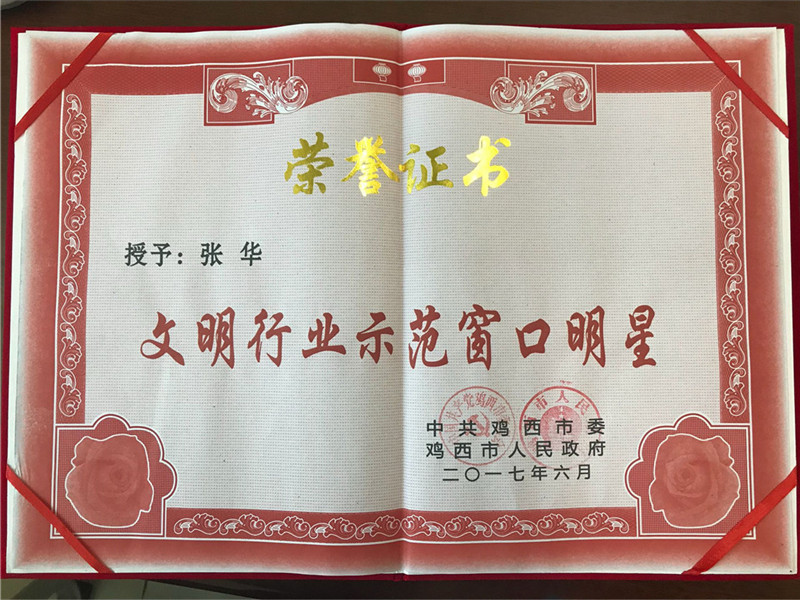 荣誉证书
授予：张 华
文明行业示范窗口明星
中共鸡西市委
鸡西市人民政府
二〇一七年六月